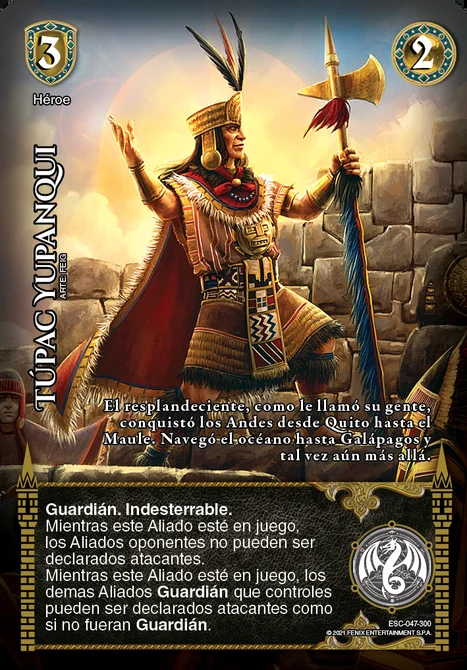 3
2
Héroe
TÚPAC YUPANQUI
ARTE: FEIG
El resplandeciente, como le llamó su gente,
conquistó los Andes desde Quito hasta el
Maule. Navegó el océano hasta Galápagos y
tal vez aún más allá.
Guardián. Indesterrable.
Mientras este Aliado esté en juego,
los Aliados oponentes no pueden ser
declarados atacantes.
Mientras este Aliado esté en juego, los
demas Aliados Guardián que controles
pueden ser declarados atacantes como
si no fueran Guardián.
ESC-047-300
© 2021 FENIX ENTERTAINMENT S.P.A.